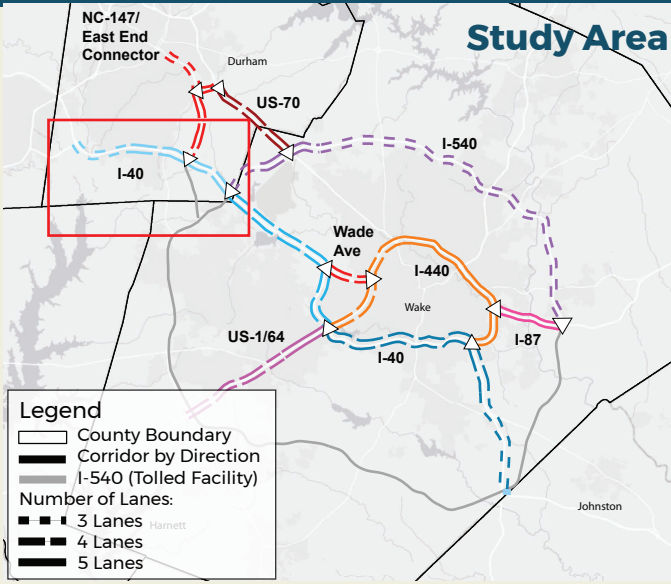 Study Area
NC-147/
East End
Connector
Durham
US-70
I-540
I-40
Wade
Ave
I-440
Wake
US-1/64
I-40
I-87
Legend
County Boundary
Corridor by Direction
I-540 (Tolled Facility)
Number of Lanes:
3 Lanes
4 Lanes
5 Lanes
Harnett
Johnston